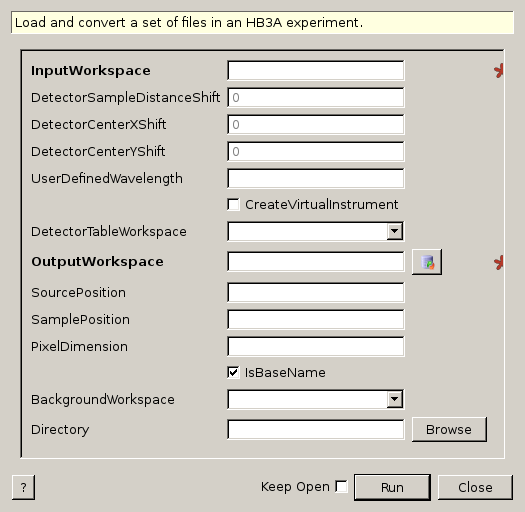 Load and convert a set of files in an HB3A experiment.
InputWorkspace
DetectorSampleDistanceShift 0
DetectorCenterXShift 0
DetectorCenterYShift 0
UserDefinedWavelength
CreateVirtualInstrument
DetectorTableWorkspace
OutputWorkspace
SourcePosition
SamplePosition
PixelDimension
IsBaseName
BackgroundWorkspace
Directory Browse
? Keep Open Run Close